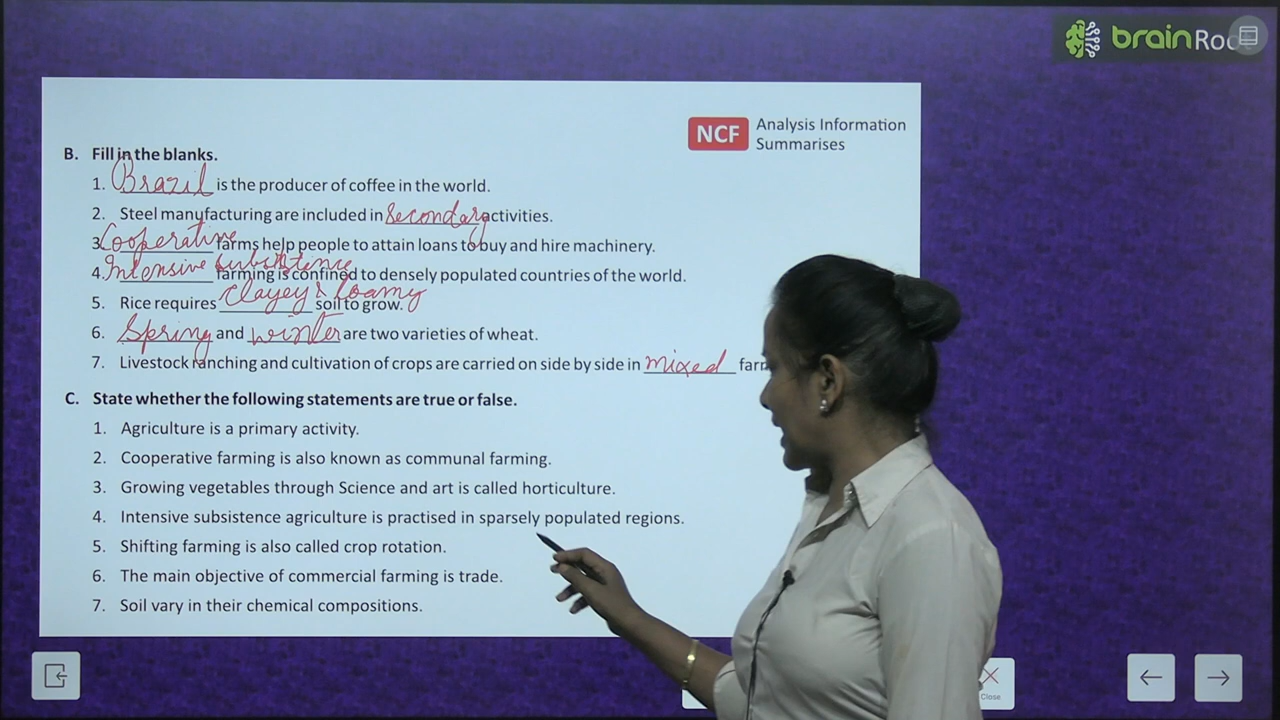 brain Roo
NCF Analysis Information
Summarises
B. Fill in the blanks.
1. Brazil is the producer of coffee in the world.
2. Steel manufacturing are included in Secondary activities.
3. Cooperative farms help people to attain loans to buy and hire machinery.
4. Intensive subsistence farming is confined to densely populated countries of the world.
5. Rice requires Clayey & loamy soil to grow.
6. Spring and winter are two varieties of wheat.
7. Livestock ranching and cultivation of crops are carried on side by side in mixed farm
C. State whether the following statements are true or false.
1. Agriculture is a primary activity.
2. Cooperative farming is also known as communal farming.
3. Growing vegetables through Science and art is called horticulture.
4. Intensive subsistence agriculture is practised in sparsely populated regions.
5. Shifting farming is also called crop rotation.
6. The main objective of commercial farming is trade.
7. Soil vary in their chemical compositions.
Close